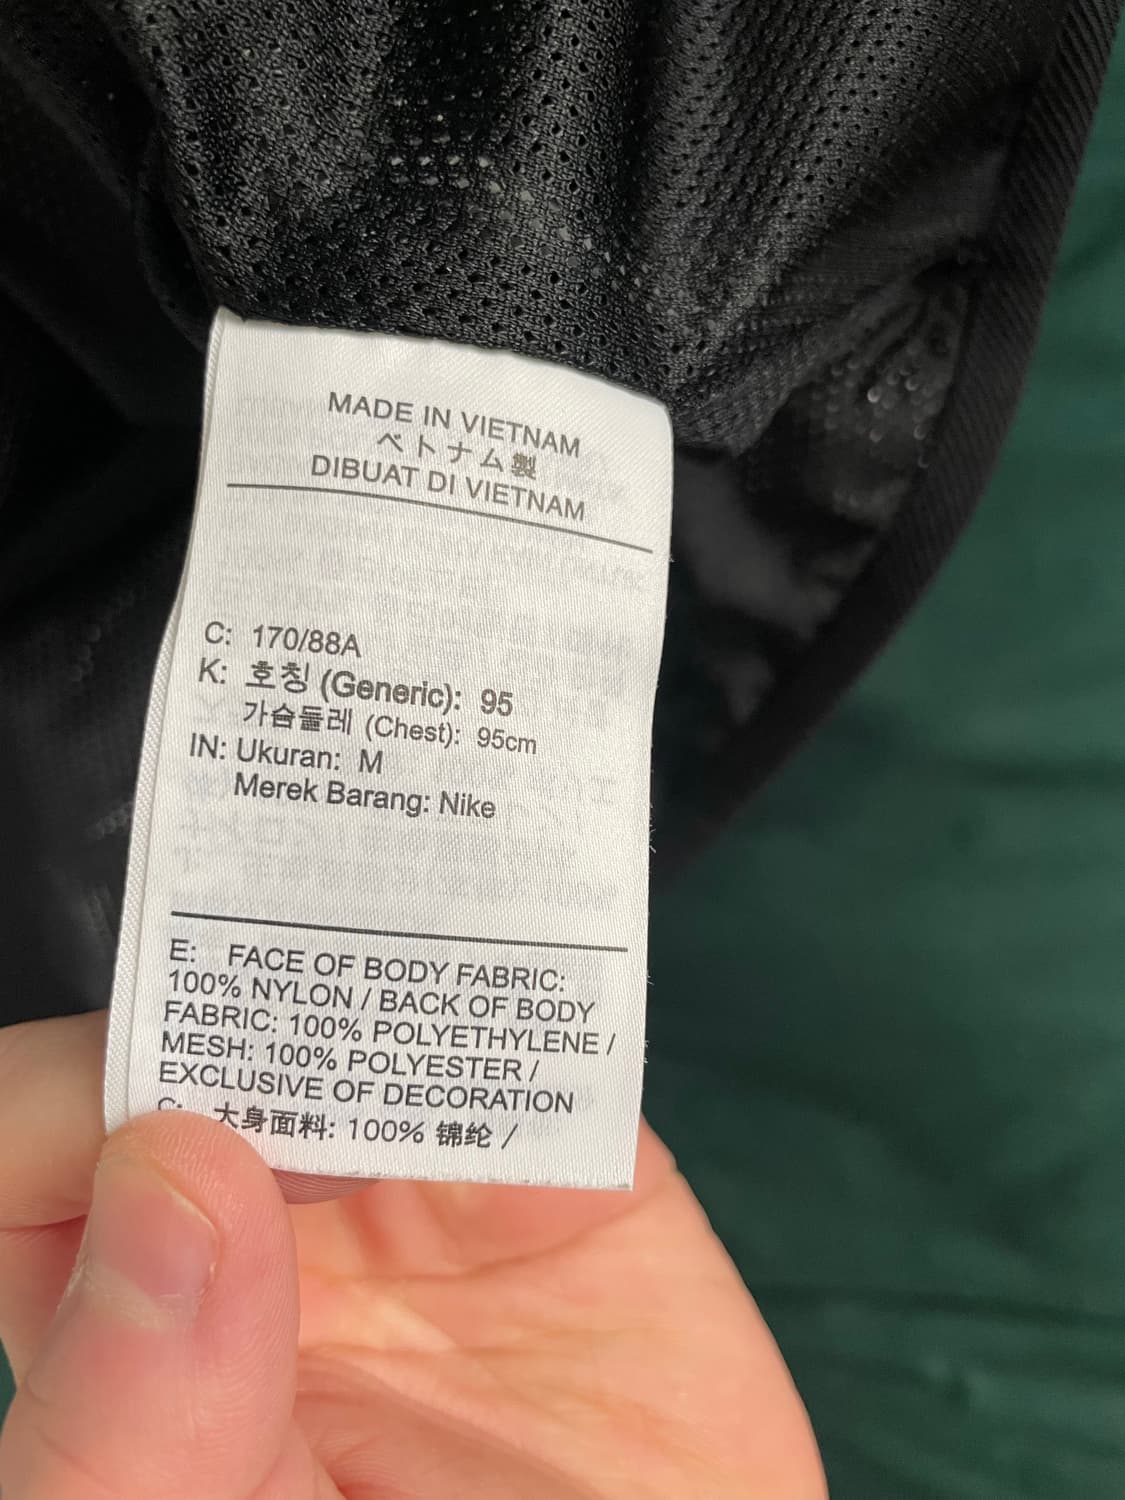 MADE IN VIETNAM
ベトナム製
DIBUAT DI VIETNAM
C: 170/88A
K: 호칭 (Generic): 95
가슴둘레 (Chest): 95cm
IN: Ukuran: M
Merek Barang: Nike
E: FACE OF BODY FABRIC:
100% NYLON / BACK OF BODY
FABRIC: 100% POLYETHYLENE /
MESH: 100% POLYESTER /
EXCLUSIVE OF DECORATION
C: 大身面料: 100% 锦纶 /